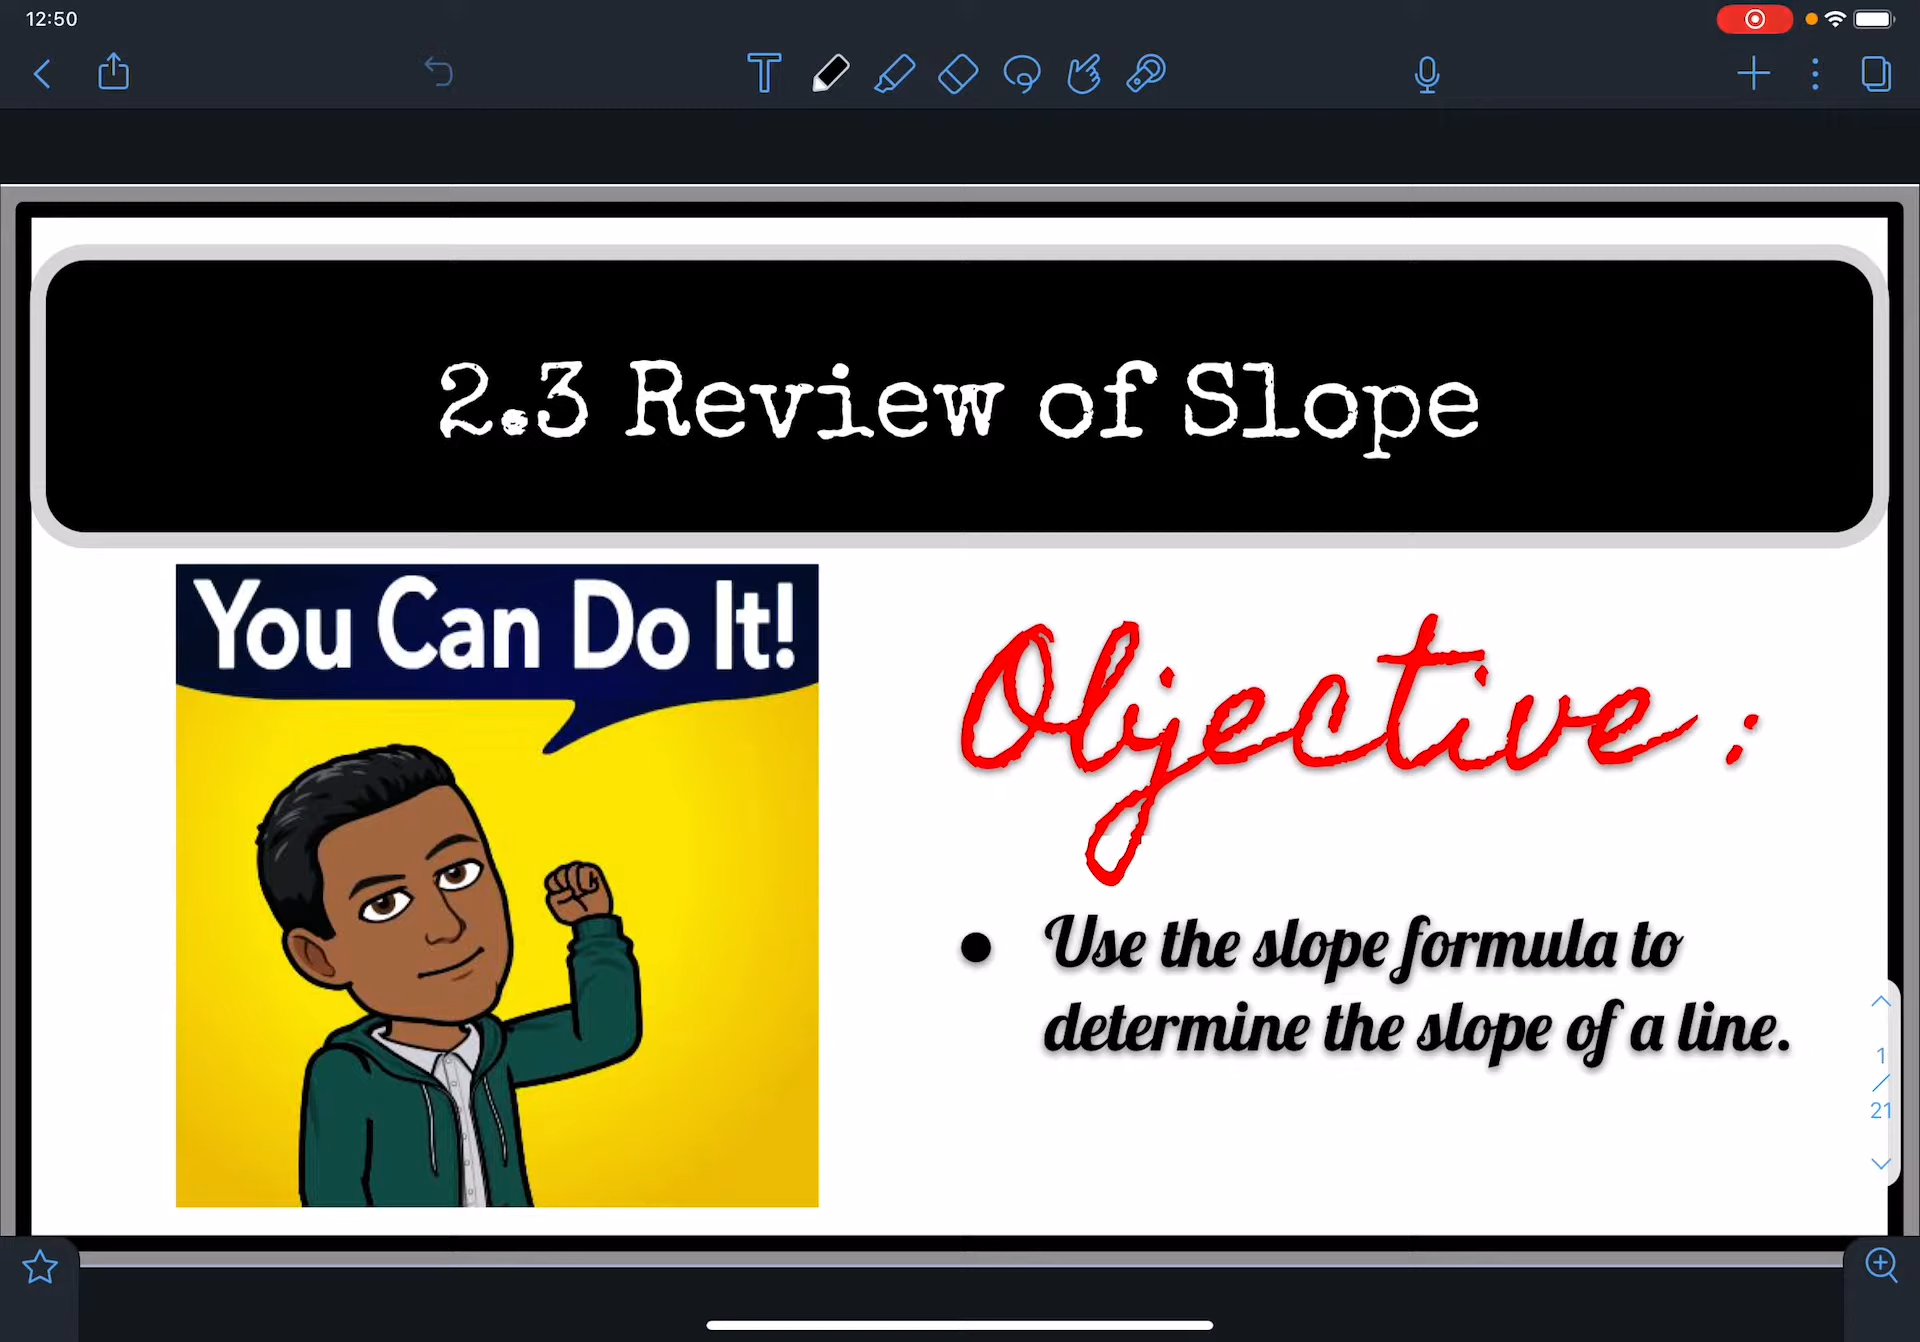 12:50
2.3 Review of Slope
You Can Do It!
Objective :
● Use the slope formula to
determine the slope of a line.
1
/
21